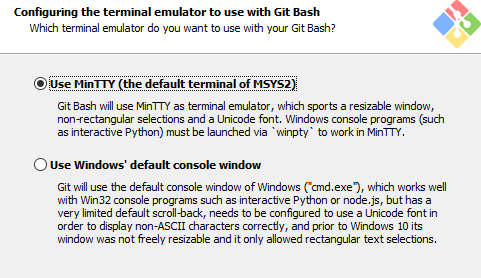 Configuring the terminal emulator to use with Git Bash
Which terminal emulator do you want to use with your Git Bash?
Use MinTTY (the default terminal of MSYS2)
Git Bash will use MinTTY as terminal emulator, which sports a resizable window,
non-rectangular selections and a Unicode font. Windows console programs (such
as interactive Python) must be launched via `winpty` to work in MinTTY.
Use Windows' default console window
Git will use the default console window of Windows ("cmd.exe"), which works well
with Win32 console programs such as interactive Python or node.js, but has a
very limited default scroll-back, needs to be configured to use a Unicode font in
order to display non-ASCII characters correctly, and prior to Windows 10 its
window was not freely resizable and it only allowed rectangular text selections.